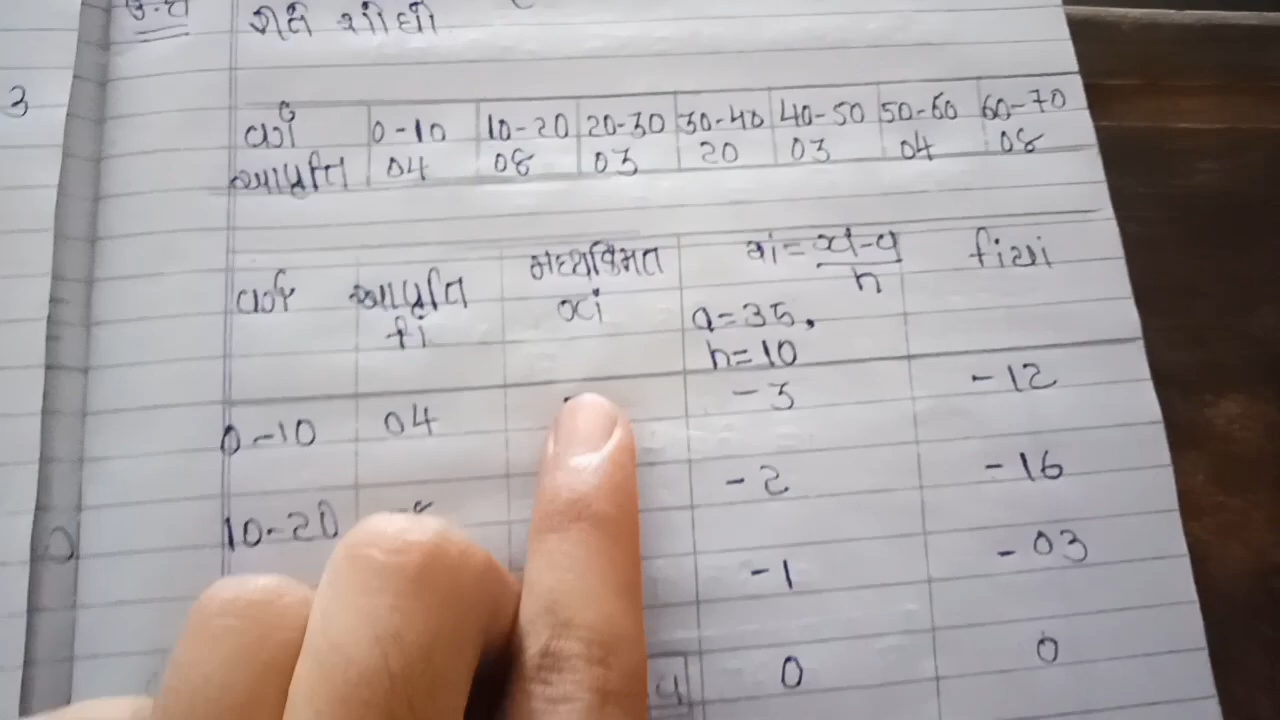 3
વર્ગ 0-10 10-20 20-30 30-40 40-50 50-60 60-70
આવૃત્તિ 04 08 03 20 03 04 08
વર્ગ આવૃત્તિ fi મધ્યકિંમત xi ui = xi-a / h a=35, h=10 fiui
0-10 04 -3 -12
10-20 -2 -16
-1 -03
0 0